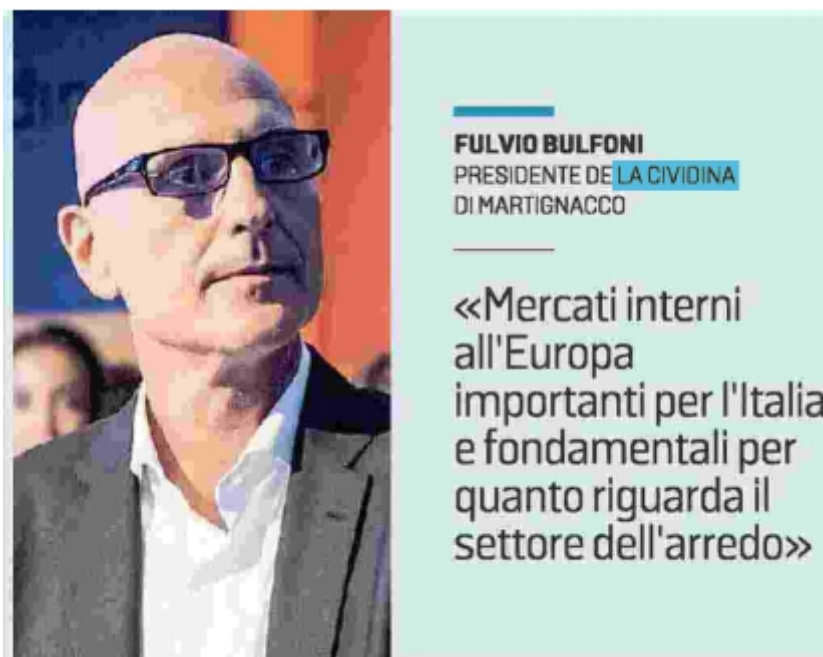 FULVIO BULFONI
PRESIDENTE DE LA CIVIDINA
DI MARTIGNACCO
«Mercati interni
all'Europa
importanti per l'Italia
e fondamentali per
quanto riguarda il
settore dell'arredo»